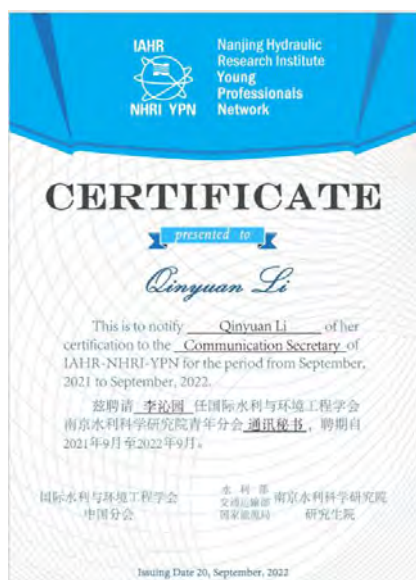 IAHR
NHRI YPN
Nanjing Hydraulic
Research Institute
Young
Professionals
Network
CERTIFICATE
presented to
Qinyuan Li
This is to notify Qinyuan Li of her
certification to the Communication Secretary of
IAHR-NHRI-YPN for the period from September,
2021 to September, 2022.
兹聘请 李沁园 任国际水利与环境工程学会
南京水利科学研究院青年分会 通讯秘书，聘期自
2021年9月至2022年9月。
国际水利与环境工程学会
中国分会
水利部
交通运输部
国家能源局
南京水利科学研究院
研究生院
Issuing Date 20, September, 2022